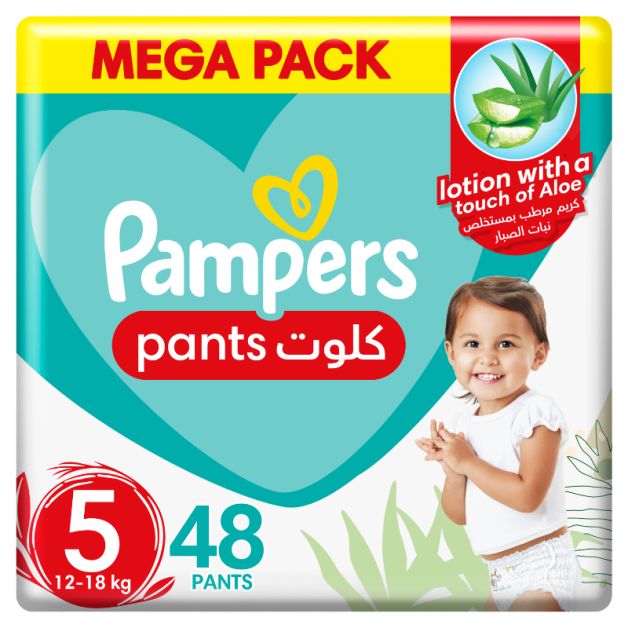 MEGA PACK
lotion with a
touch of Aloe
كريم مرطب بمستخلص
نبات الصبار
Pampers
pants كلوت
5
12-18 kg
48
PANTS